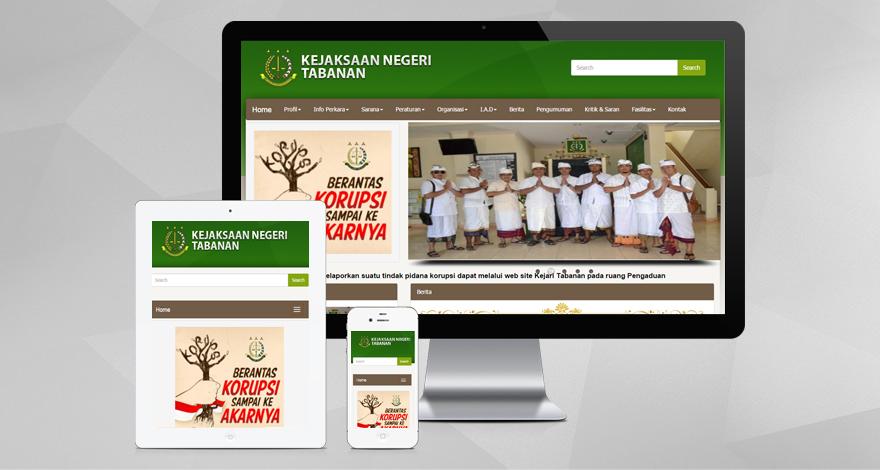 KEJAKSAAN NEGERI
TABANAN
Search
Search
Home
Profil
Info Perkara
Sarana
Peraturan
Organisasi
I.A.D
Berita
Pengumuman
Kritik & Saran
Fasilitas
Kontak
BERANTAS
KORUPSI
SAMPAI KE
AKARNYA
elaporkan suatu tindak pidana korupsi dapat melalui web site Kejari Tabanan pada ruang Pengaduan
Berita
KEJAKSAAN NEGERI
TABANAN
Search
Search
Home
BERANTAS
KORUPSI
SAMPAI KE
AKARNYA
KEJAKSAAN NEGERI
TABANAN
Search
Home
BERANTAS
KORUPSI
SAMPAI KE
AKARNYA